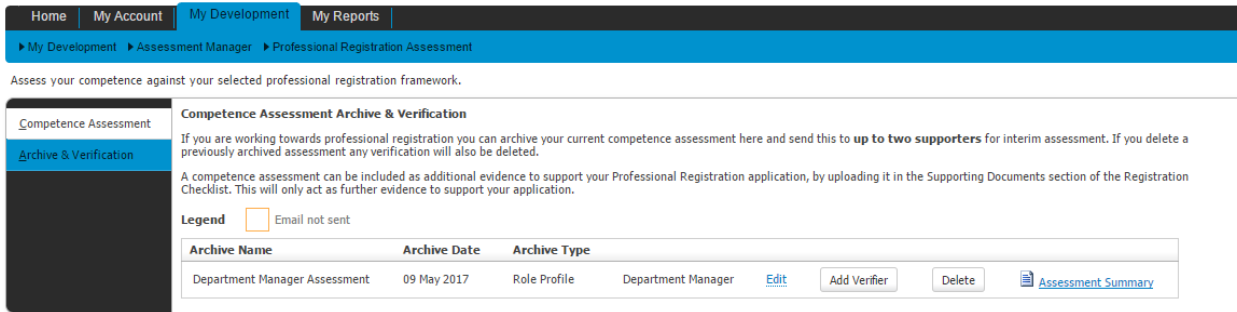 Home My Account My Development My Reports
My Development Assessment Manager Professional Registration Assessment
Assess your competence against your selected professional registration framework.
Competence Assessment
Archive & Verification
Competence Assessment Archive & Verification
If you are working towards professional registration you can archive your current competence assessment here and send this to up to two supporters for interim assessment. If you delete a
previously archived assessment any verification will also be deleted.
A competence assessment can be included as additional evidence to support your Professional Registration application, by uploading it in the Supporting Documents section of the Registration
Checklist. This will only act as further evidence to support your application.
Legend Email not sent
Archive Name Archive Date Archive Type
Department Manager Assessment 09 May 2017 Role Profile Department Manager Edit Add Verifier Delete Assessment Summary